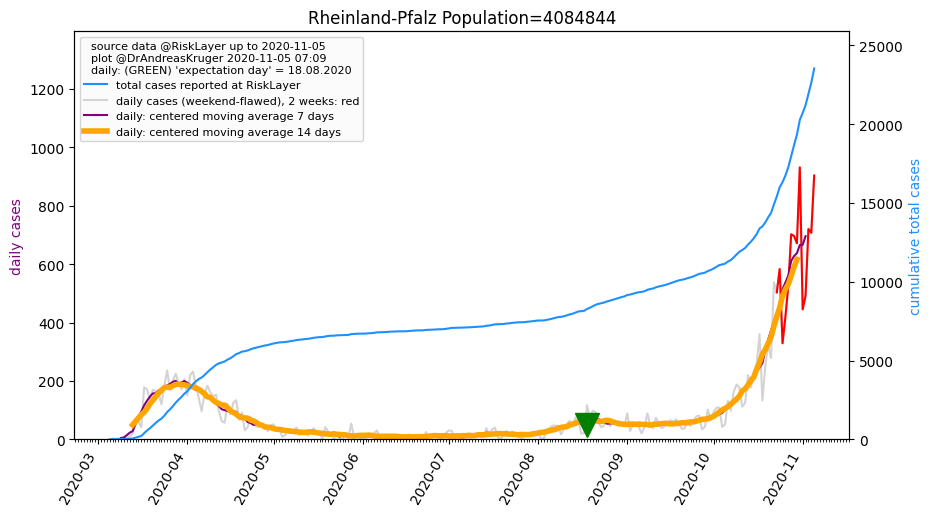 Rheinland-Pfalz Population=4084844
source data @RiskLayer up to 2020-11-05
plot @DrAndreasKruger 2020-11-05 07:09
daily: (GREEN) 'expectation day' = 18.08.2020
total cases reported at RiskLayer
daily cases (weekend-flawed), 2 weeks: red
daily: centered moving average 7 days
daily: centered moving average 14 days
daily cases
1200
1000
800
600
400
200
0
25000
20000
15000
10000
5000
0
cumulative total cases
2020-03
2020-04
2020-05
2020-06
2020-07
2020-08
2020-09
2020-10
2020-11